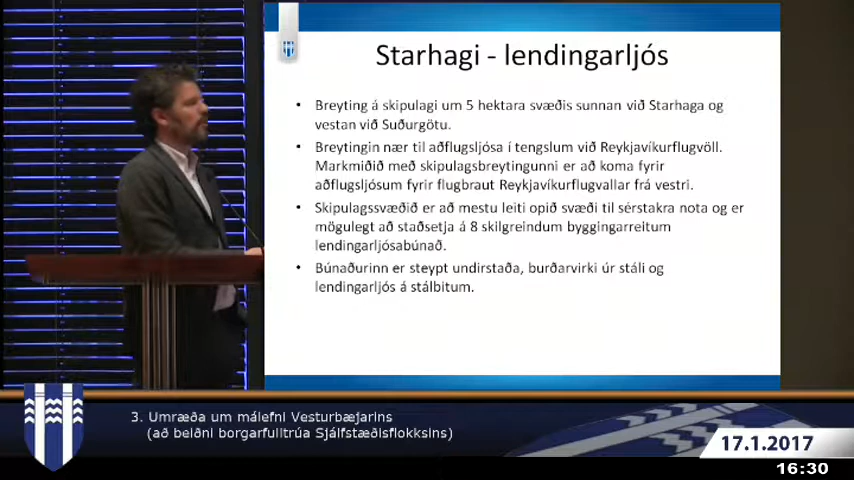 Starhagi - lendingarljós
• Breyting á skipulagi um 5 hektara svæðis sunnan við Starhaga og
vestan við Suðurgötu.
• Breytingin nær til aðflugsljósa í tengslum við Reykjavíkurflugvöll.
Markmiðið með skipulagsbreytingunni er að koma fyrir
aðflugsljósum fyrir flugbraut Reykjavíkurflugvallar frá vestri.
• Skipulagssvæðið er að mestu leiti opið svæði til sérstakra nota og er
mögulegt að staðsetja á 8 skilgreindum byggingarreitum
lendingarljósabúnað.
• Búnaðurinn er steypt undirstaða, burðarvirki úr stáli og
lendingarljós á stálbitum.
3. Umræða um málefni Vesturbæjarins
(að beiðni borgarfulltrúa Sjálfstæðisflokksins)
17.1.2017
16:30